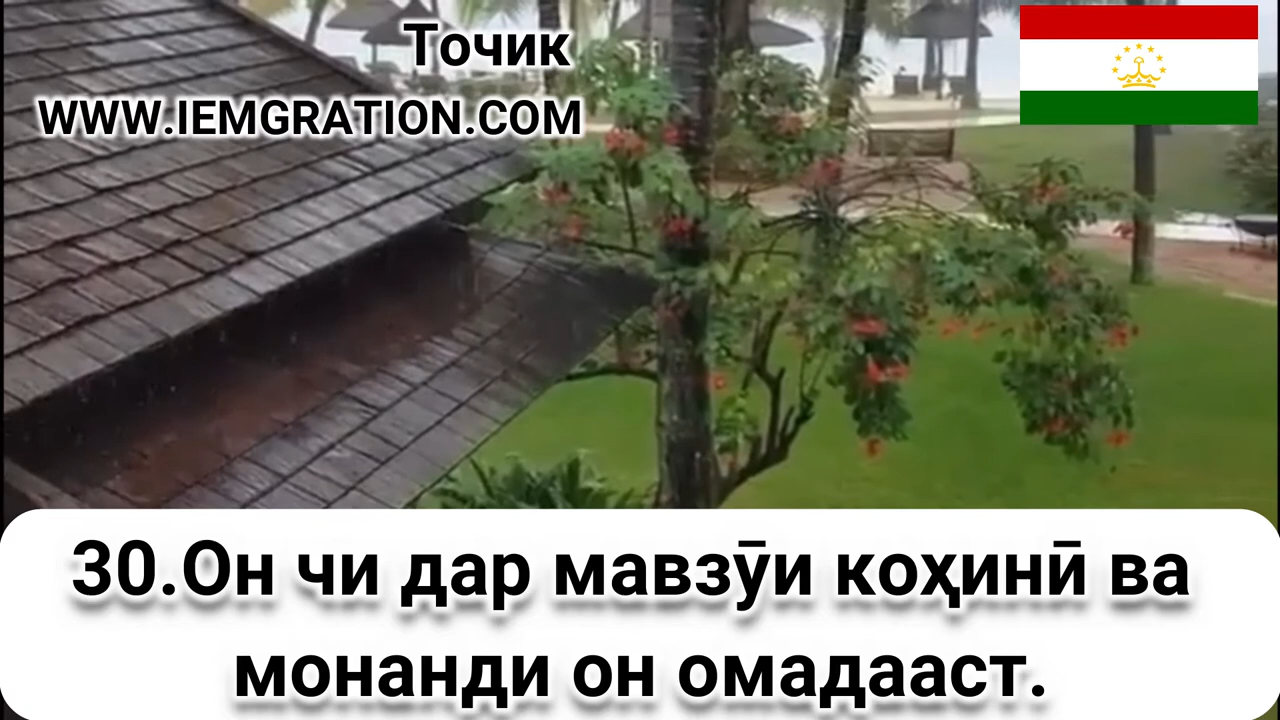 Точик
WWW.IEMGRATION.COM
30.Он чи дар мавзӯи коҳинӣ ва
монанди он омадааст.